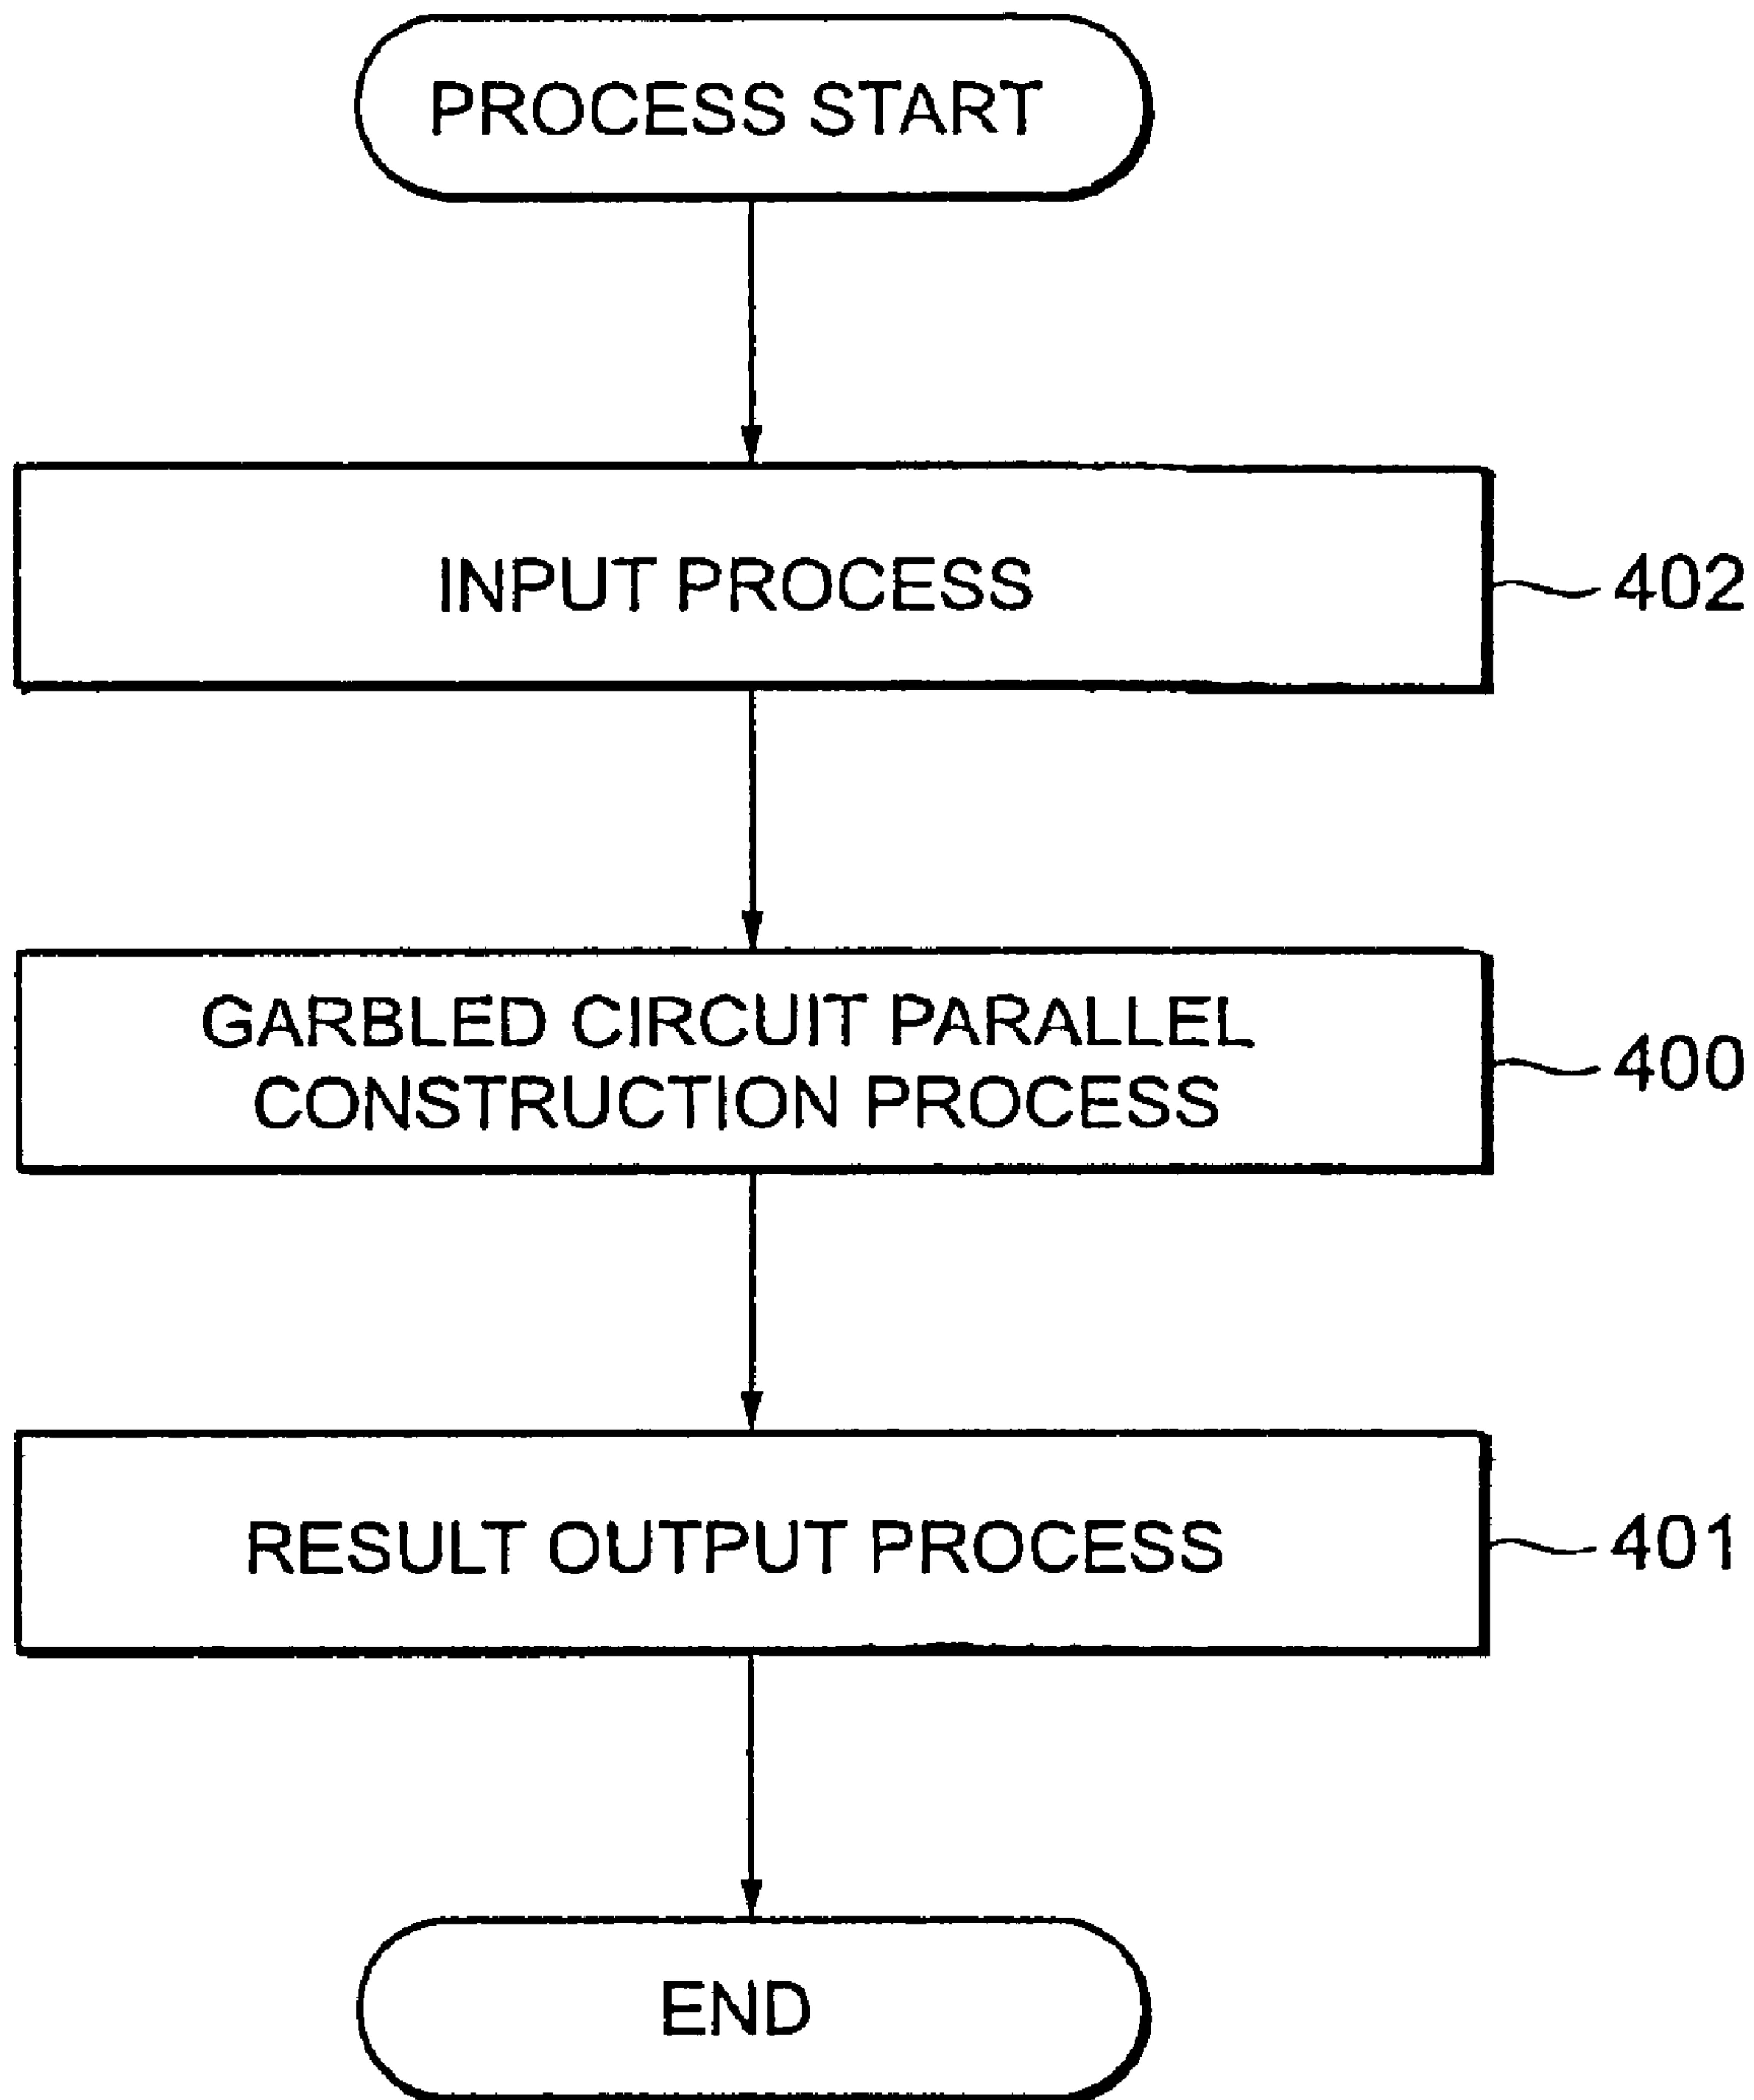 PROCESS START
INPUT PROCESS
402
GARBLED CIRCUIT PARALLEL
CONSTRUCTION PROCESS
400
RESULT OUTPUT PROCESS
401
END